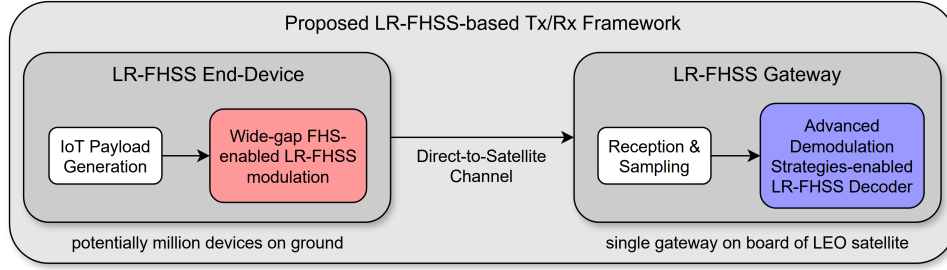 Proposed LR-FHSS-based Tx/Rx Framework
LR-FHSS End-Device
IoT Payload
Generation
Wide-gap FHS-
enabled LR-FHSS
modulation
potentially million devices on ground
Direct-to-Satellite
Channel
LR-FHSS Gateway
Reception &
Sampling
Advanced
Demodulation
Strategies-enabled
LR-FHSS Decoder
single gateway on board of LEO satellite